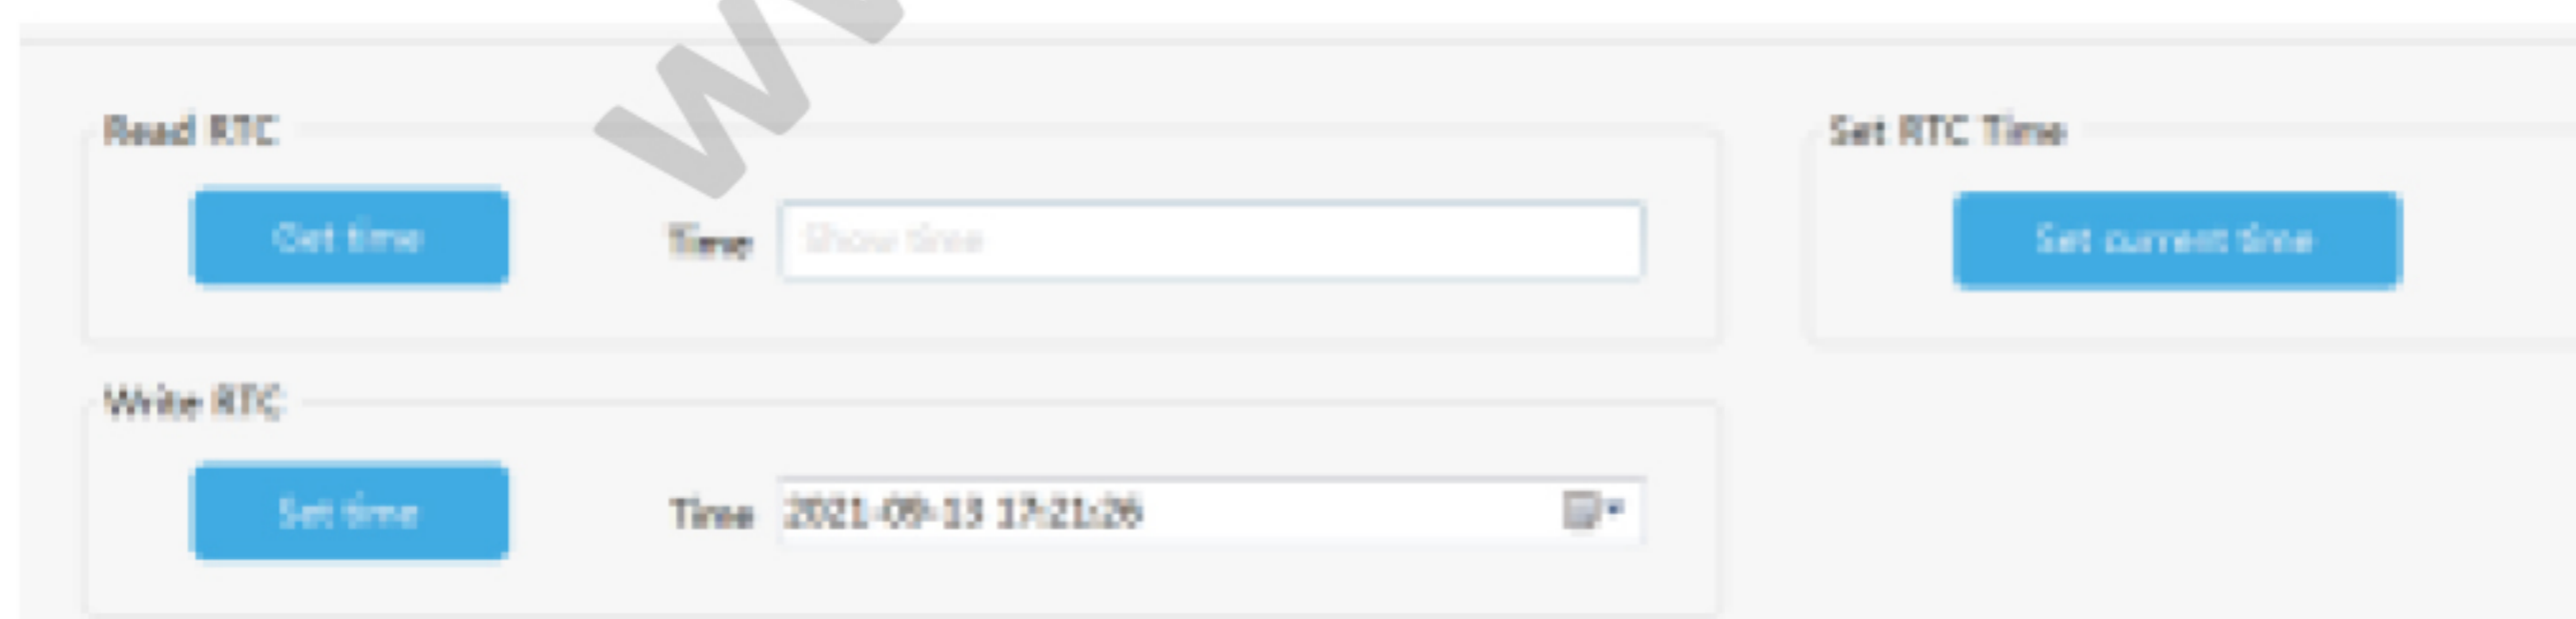 Read RTC
Get time
Time
Show time
Set RTC Time
Set current time
Write RTC
Set time
Time
2021-09-13 17:21:26